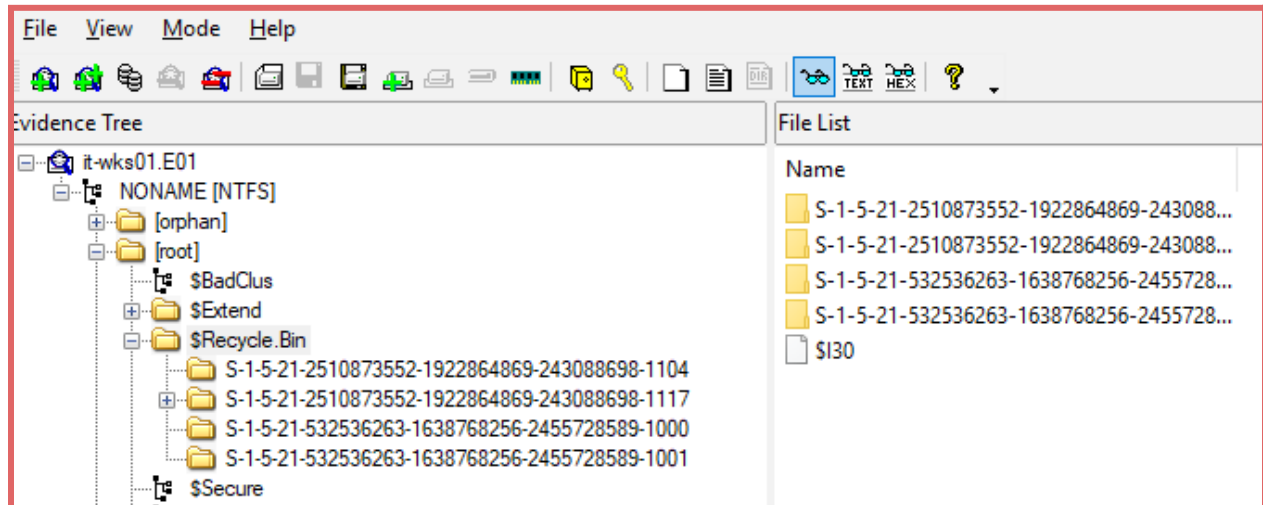 File View Mode Help
DIR TEXT HEX ?
Evidence Tree
File List
it-wks01.E01
NONAME [NTFS]
[orphan]
[root]
$BadClus
$Extend
$Recycle.Bin
S-1-5-21-2510873552-1922864869-243088698-1104
S-1-5-21-2510873552-1922864869-243088698-1117
S-1-5-21-532536263-1638768256-2455728589-1000
S-1-5-21-532536263-1638768256-2455728589-1001
$Secure
Name
S-1-5-21-2510873552-1922864869-243088...
S-1-5-21-2510873552-1922864869-243088...
S-1-5-21-532536263-1638768256-2455728...
S-1-5-21-532536263-1638768256-2455728...
$I30